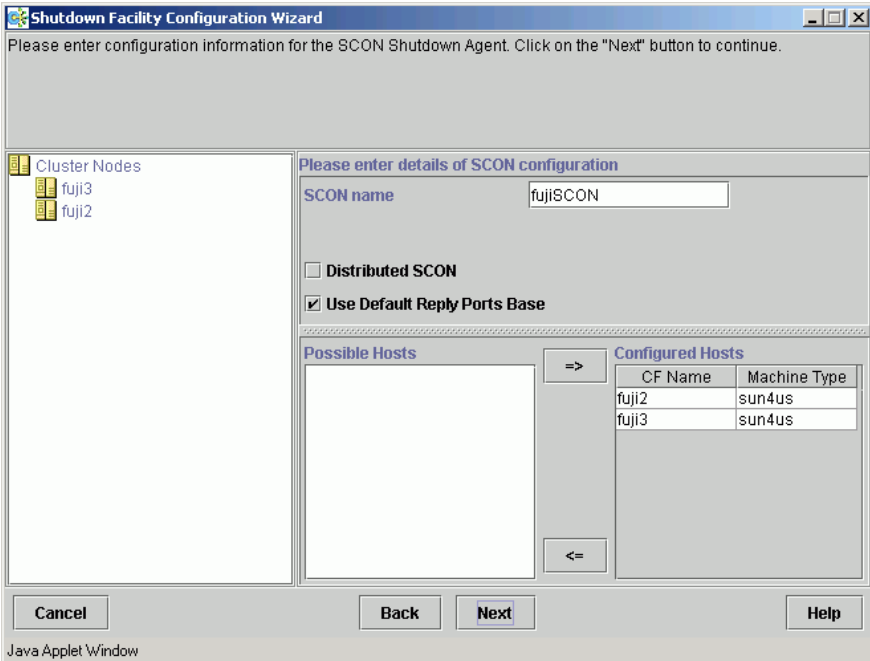 Shutdown Facility Configuration Wizard
Please enter configuration information for the SCON Shutdown Agent. Click on the "Next" button to continue.
Cluster Nodes
fuji3
fuji2
Please enter details of SCON configuration
SCON name fujiSCON
Distributed SCON
Use Default Reply Ports Base
Possible Hosts
=>
<=
Configured Hosts
CF Name Machine Type
fuji2 sun4us
fuji3 sun4us
Cancel Back Next Help
Java Applet Window